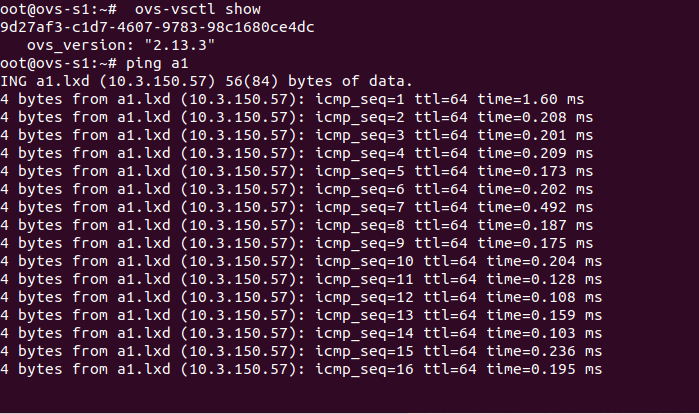 oot@ovs-s1:~#  ovs-vsctl show
9d27af3-c1d7-4607-9783-98c1680ce4dc
   ovs_version: "2.13.3"
oot@ovs-s1:~# ping a1
ING a1.lxd (10.3.150.57) 56(84) bytes of data.
4 bytes from a1.lxd (10.3.150.57): icmp_seq=1 ttl=64 time=1.60 ms
4 bytes from a1.lxd (10.3.150.57): icmp_seq=2 ttl=64 time=0.208 ms
4 bytes from a1.lxd (10.3.150.57): icmp_seq=3 ttl=64 time=0.201 ms
4 bytes from a1.lxd (10.3.150.57): icmp_seq=4 ttl=64 time=0.209 ms
4 bytes from a1.lxd (10.3.150.57): icmp_seq=5 ttl=64 time=0.173 ms
4 bytes from a1.lxd (10.3.150.57): icmp_seq=6 ttl=64 time=0.202 ms
4 bytes from a1.lxd (10.3.150.57): icmp_seq=7 ttl=64 time=0.492 ms
4 bytes from a1.lxd (10.3.150.57): icmp_seq=8 ttl=64 time=0.187 ms
4 bytes from a1.lxd (10.3.150.57): icmp_seq=9 ttl=64 time=0.175 ms
4 bytes from a1.lxd (10.3.150.57): icmp_seq=10 ttl=64 time=0.204 ms
4 bytes from a1.lxd (10.3.150.57): icmp_seq=11 ttl=64 time=0.128 ms
4 bytes from a1.lxd (10.3.150.57): icmp_seq=12 ttl=64 time=0.108 ms
4 bytes from a1.lxd (10.3.150.57): icmp_seq=13 ttl=64 time=0.159 ms
4 bytes from a1.lxd (10.3.150.57): icmp_seq=14 ttl=64 time=0.103 ms
4 bytes from a1.lxd (10.3.150.57): icmp_seq=15 ttl=64 time=0.236 ms
4 bytes from a1.lxd (10.3.150.57): icmp_seq=16 ttl=64 time=0.195 ms